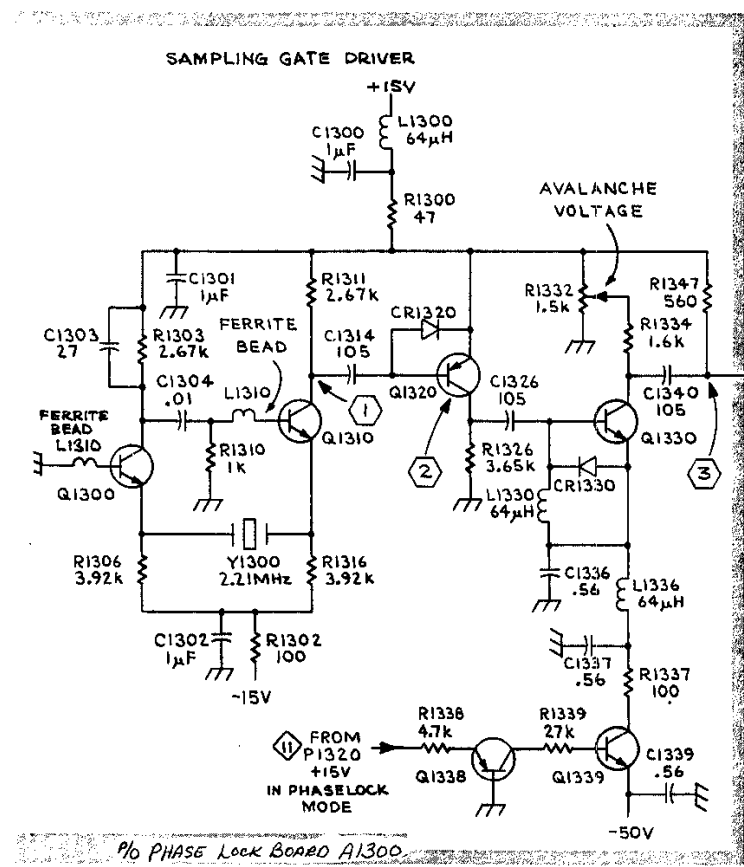 SAMPLING GATE DRIVER
+15V
C1300
1µF
L1300
64µH
R1300
47
AVALANCHE
VOLTAGE
C1301
1µF
R1311
2.67k
R1332
1.5k
R1347
560
C1303
27
R1303
2.67k
FERRITE
BEAD
C1314
105
CR1320
R1334
1.6k
C1304
.01
L1310
1
Q1320
C1326
105
C1340
105
FERRITE
BEAD
L1310
Q1310
Q1330
R1310
1k
2
R1326
3.65k
CR1330
3
Q1300
L1330
64µH
R1306
3.92k
Y1300
2.21MHz
R1316
3.92k
C1336
.56
L1336
64µH
C1302
1µF
R1302
100
-15V
C1337
.56
R1337
100
11
FROM
P1320
+15V
IN PHASELOCK
MODE
R1338
4.7k
R1339
27k
Q1338
Q1339
C1339
.56
-50V
P/O PHASE LOCK BOARD A1300